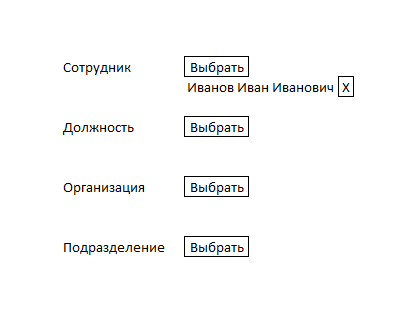 Сотрудник Выбрать
Иванов Иван Иванович X
Должность Выбрать
Организация Выбрать
Подразделение Выбрать